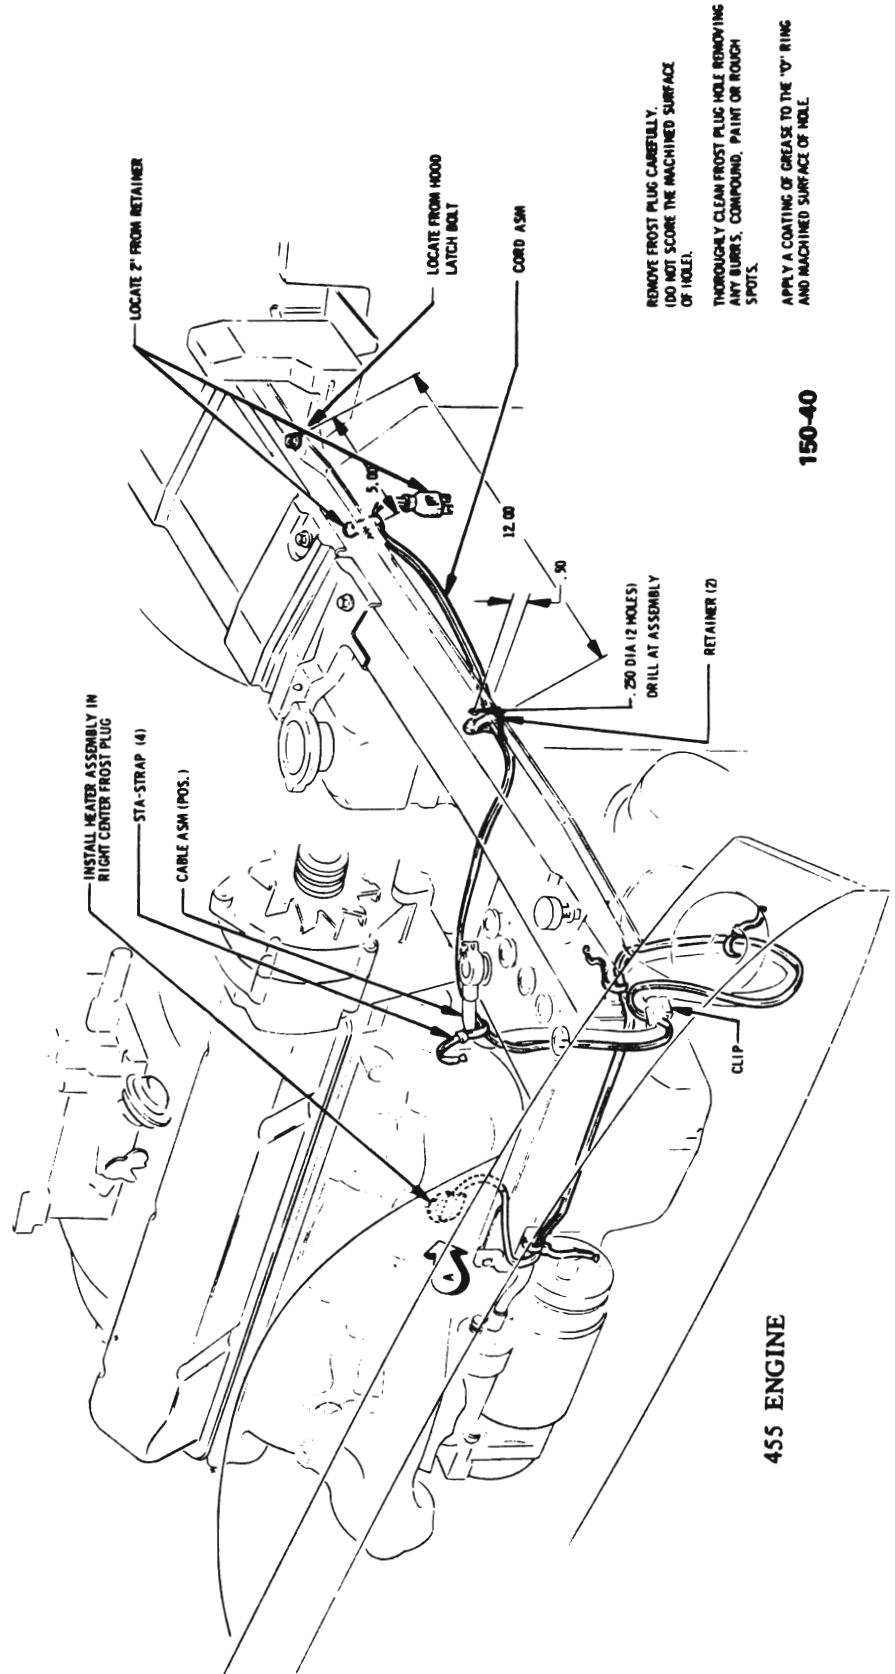 LOCATE 2" FROM RETAINER
LOCATE FROM HOOD
LATCH BOLT
CORD ASM
REMOVE FROST PLUG CAREFULLY.
(DO NOT SCORE THE MACHINED SURFACE
OF HOLE).
THOROUGHLY CLEAN FROST PLUG HOLE REMOVING
ANY BURRS, COMPOUND, PAINT OR ROUGH
SPOTS.
APPLY A COATING OF GREASE TO THE "O" RING
AND MACHINED SURFACE OF HOLE.
150-40
5.00
12.00
.50
.250 DIA (2 HOLES)
DRILL AT ASSEMBLY
RETAINER (2)
INSTALL HEATER ASSEMBLY IN
RIGHT CENTER FROST PLUG
STA-STRAP (4)
CABLE ASM (POS.)
CLIP
A
455 ENGINE